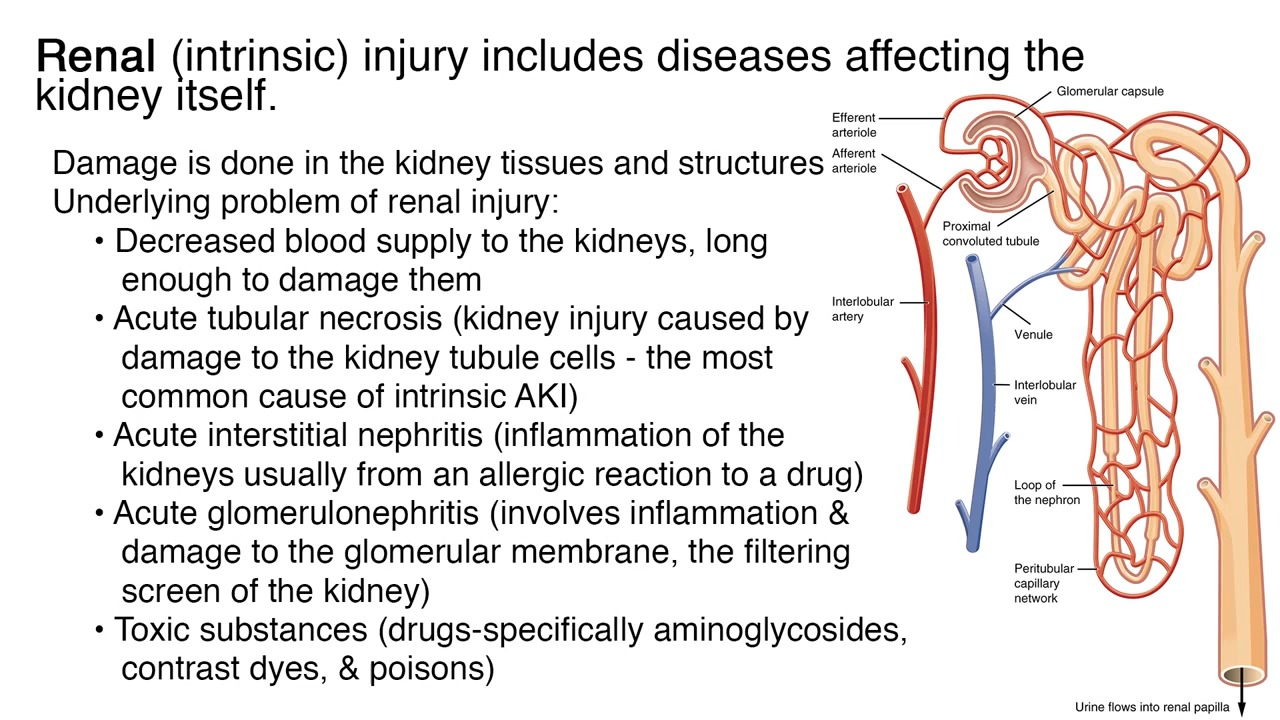 Renal (intrinsic) injury includes diseases affecting the
kidney itself.
Damage is done in the kidney tissues and structures
Underlying problem of renal injury:
• Decreased blood supply to the kidneys, long
enough to damage them
• Acute tubular necrosis (kidney injury caused by
damage to the kidney tubule cells - the most
common cause of intrinsic AKI)
• Acute interstitial nephritis (inflammation of the
kidneys usually from an allergic reaction to a drug)
• Acute glomerulonephritis (involves inflammation &
damage to the glomerular membrane, the filtering
screen of the kidney)
• Toxic substances (drugs-specifically aminoglycosides,
contrast dyes, & poisons)
Glomerular capsule
Efferent
arteriole
Afferent
arteriole
Proximal
convoluted tubule
Interlobular
artery
Venule
Interlobular
vein
Loop of
the nephron
Peritubular
capillary
network
Urine flows into renal papilla